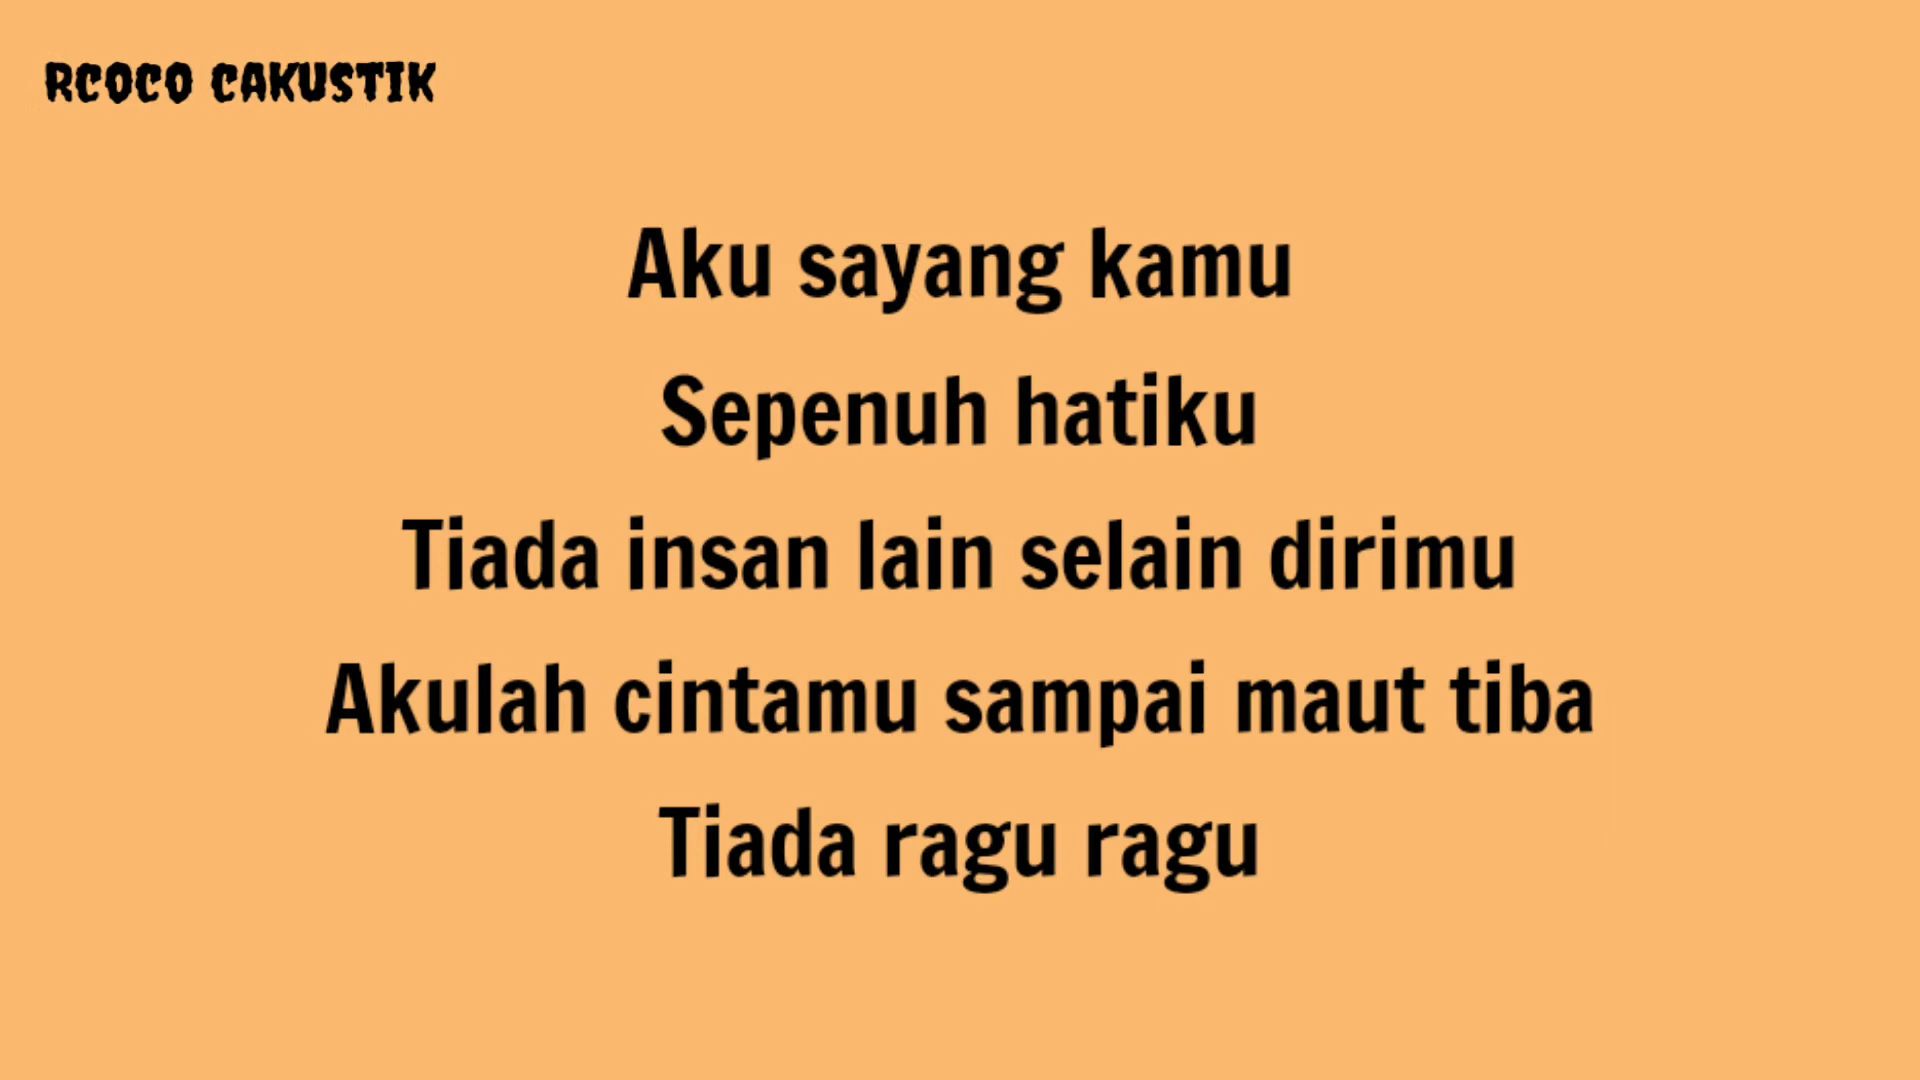 RCOCO CAKUSTIK
Aku sayang kamu
Sepenuh hatiku
Tiada insan lain selain dirimu
Akulah cintamu sampai maut tiba
Tiada ragu ragu